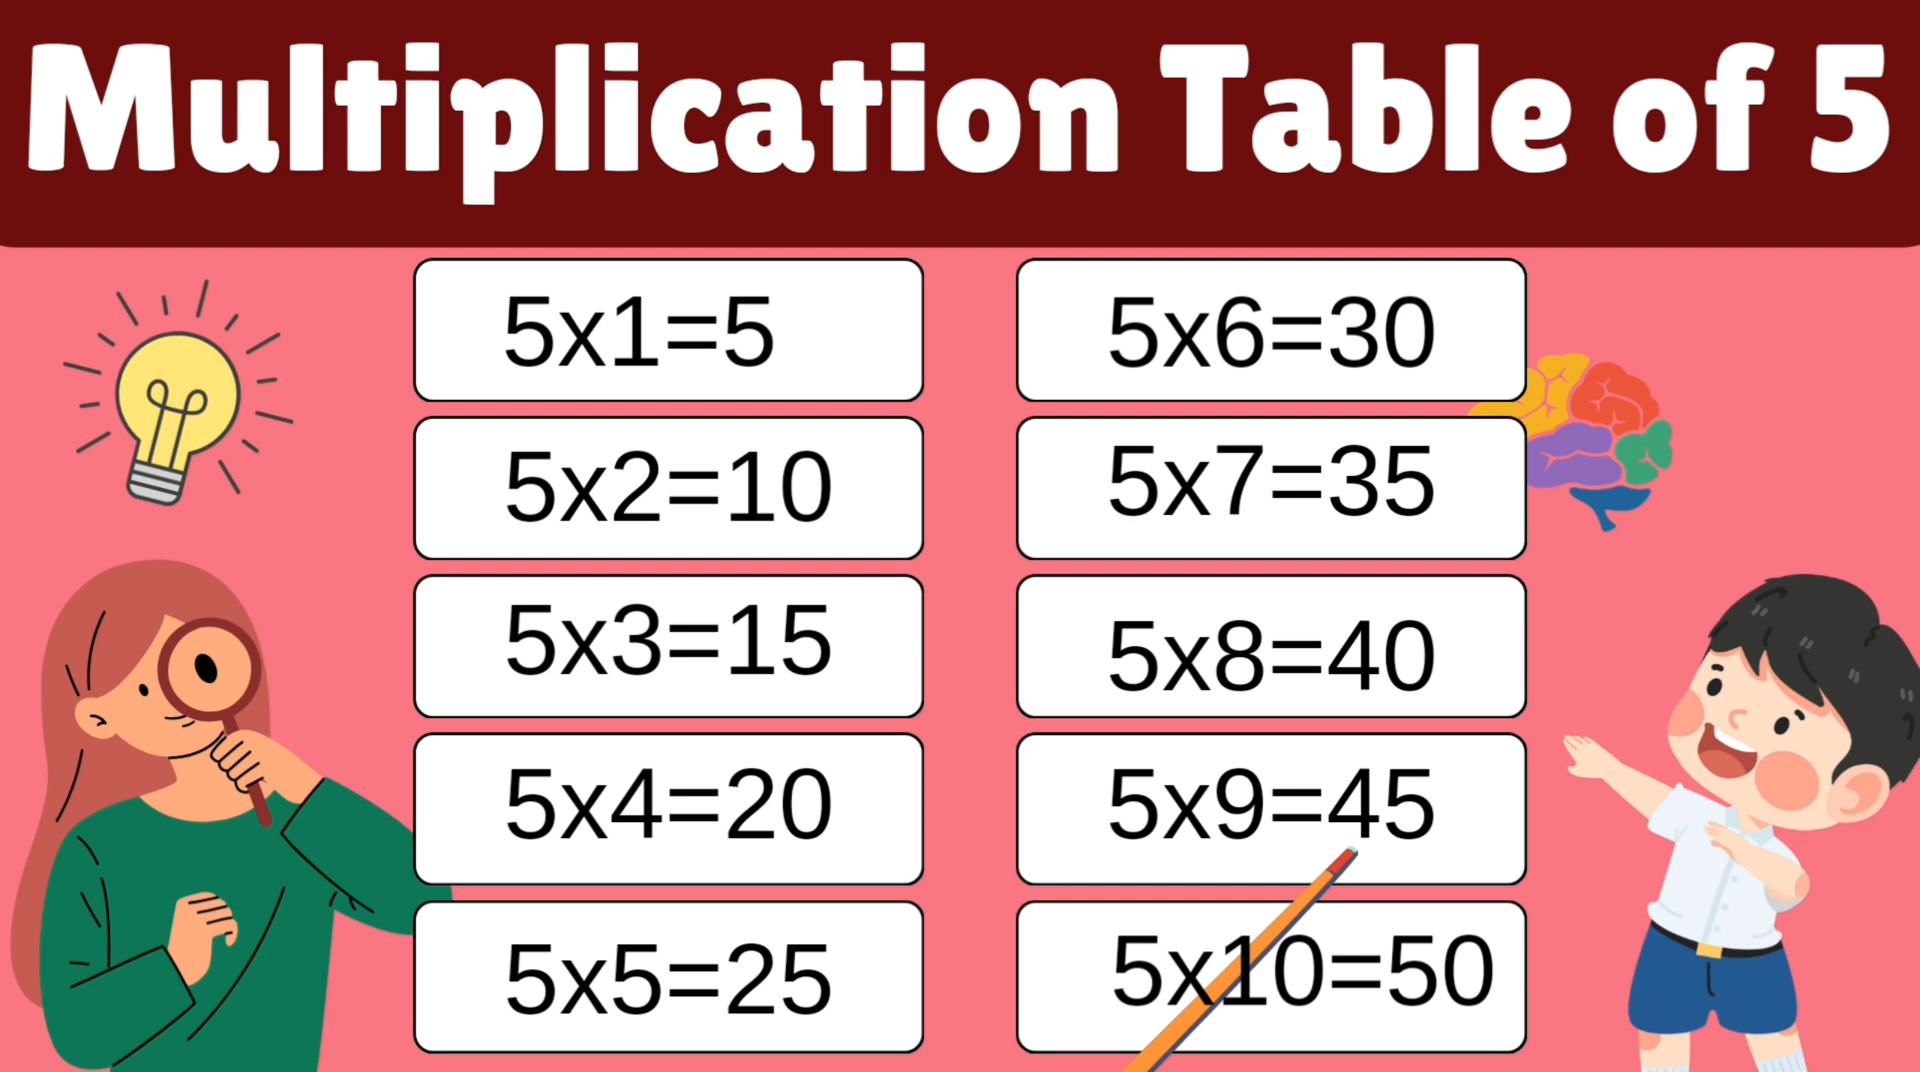 Multiplication Table of 5
5x1=5
5x2=10
5x3=15
5x4=20
5x5=25
5x6=30
5x7=35
5x8=40
5x9=45
5x10=50